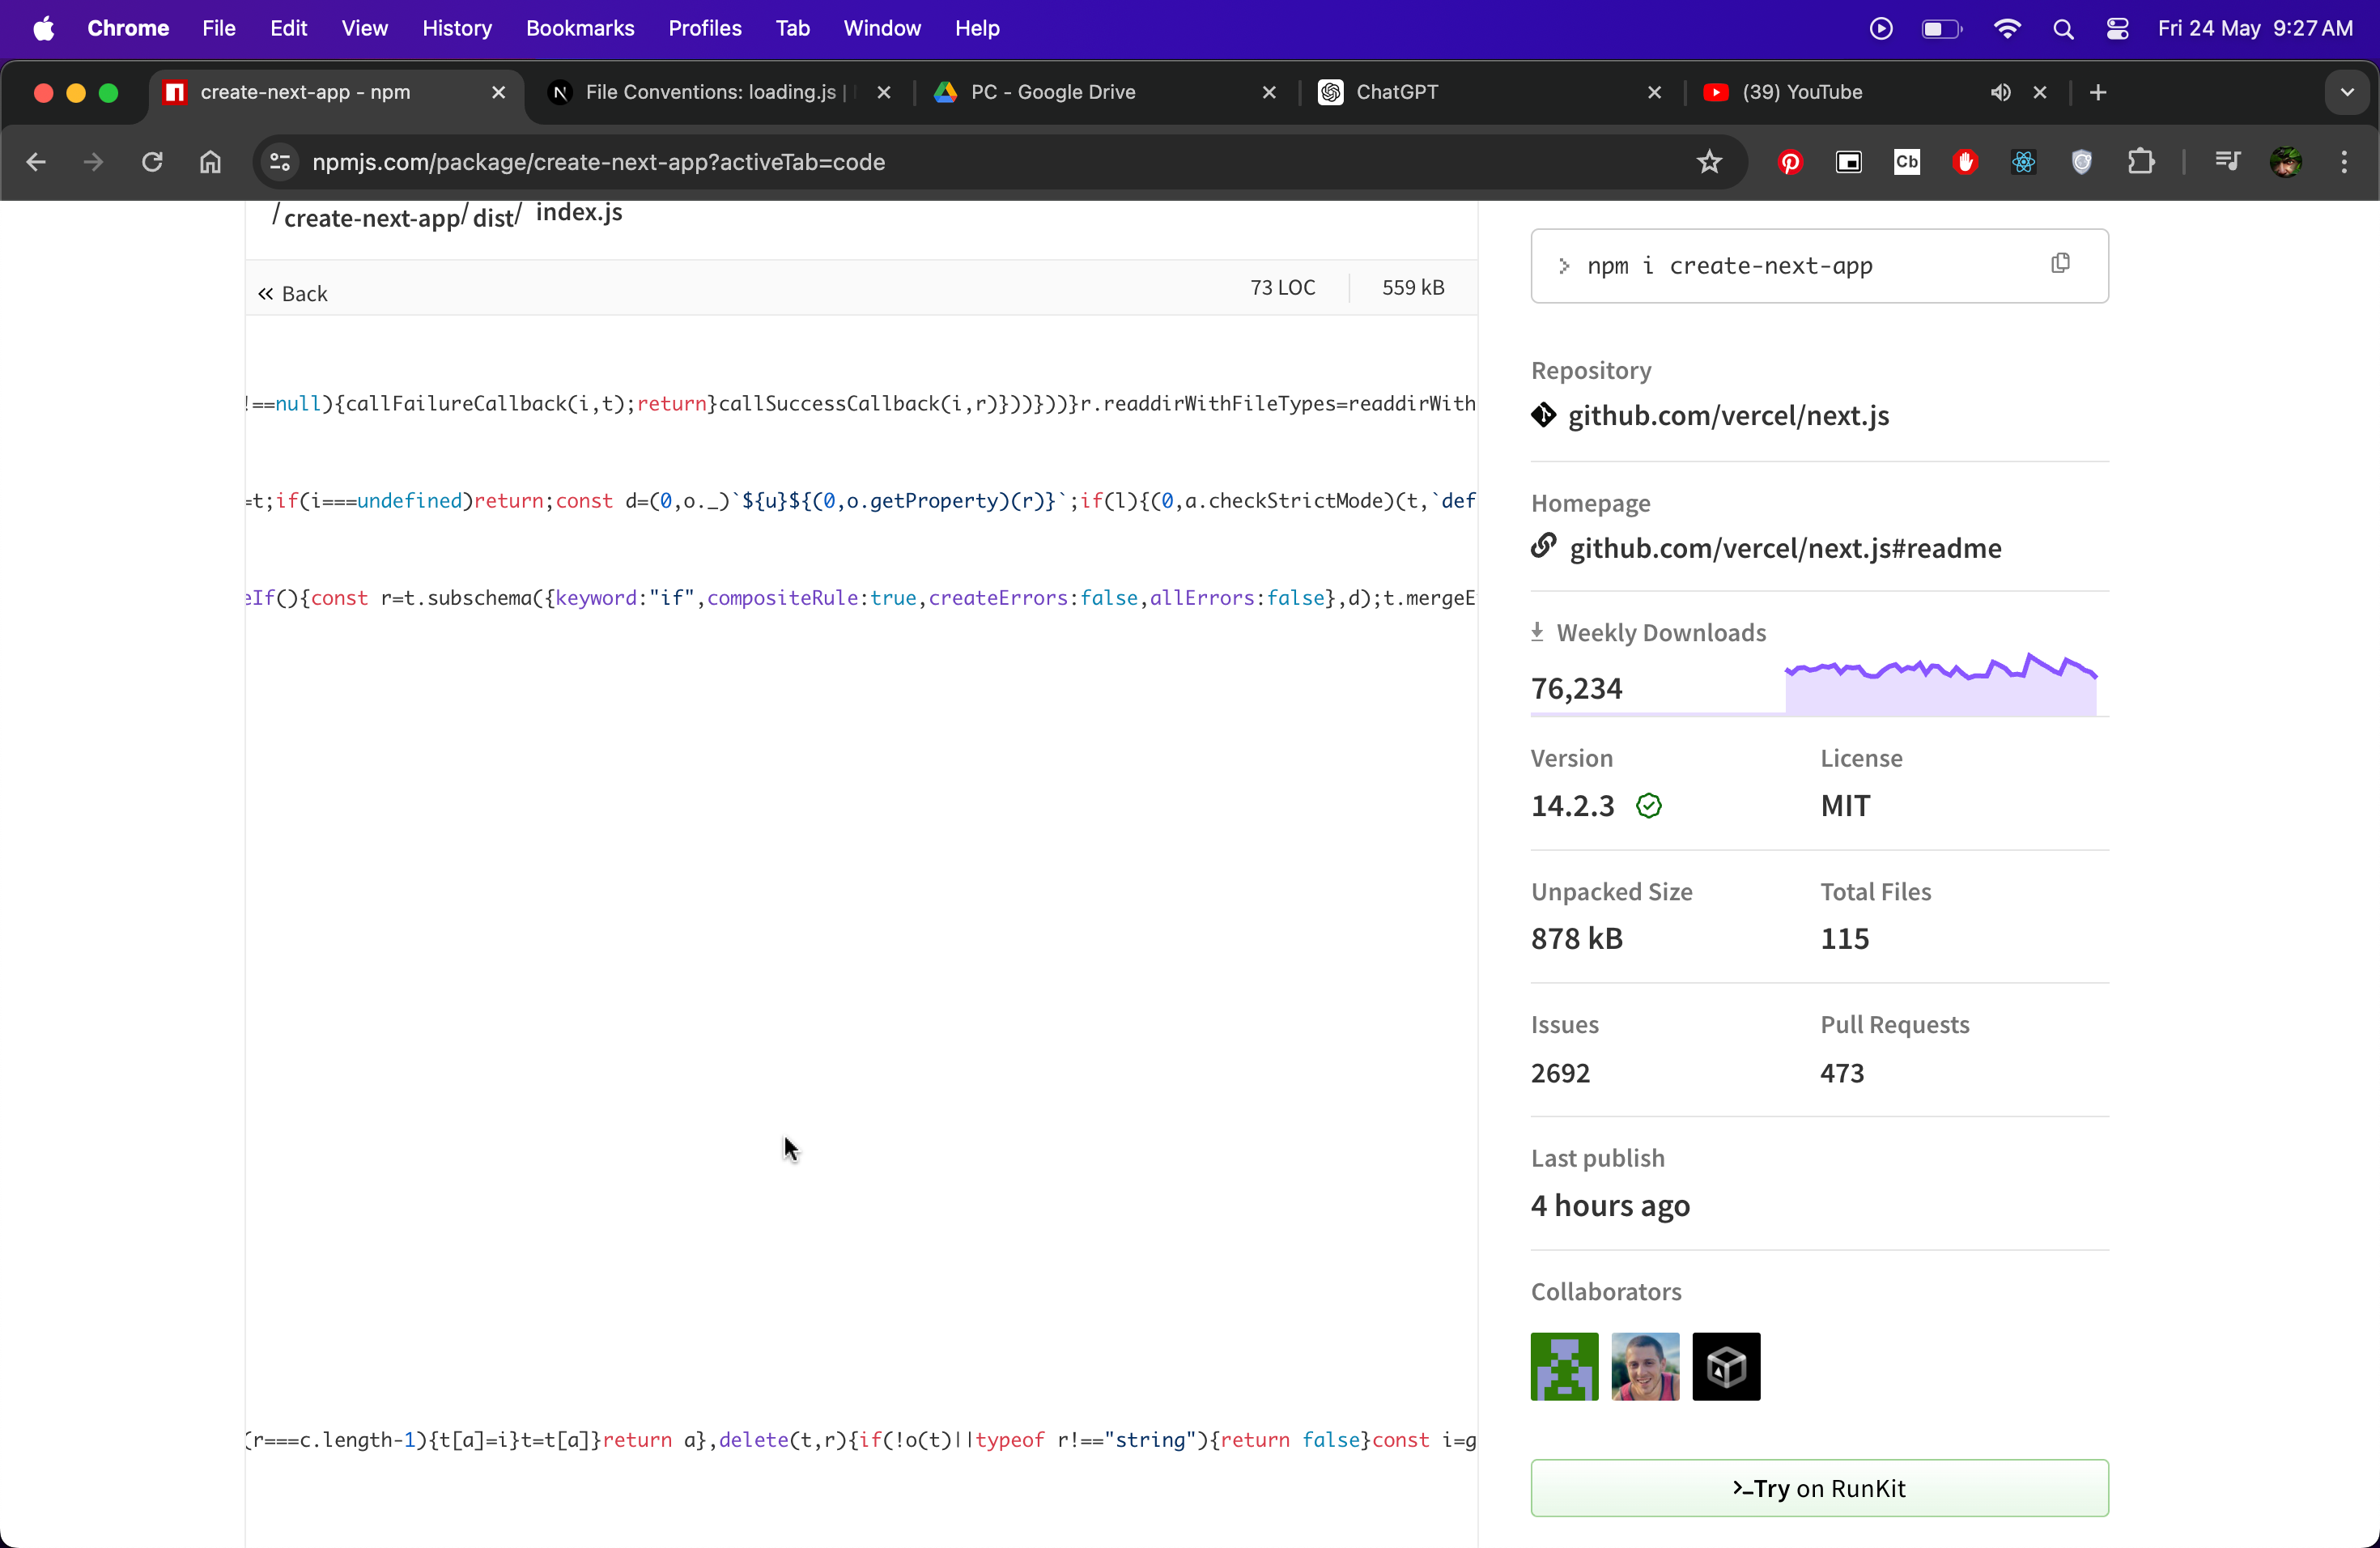 Chrome File Edit View History Bookmarks Profiles Tab Window Help Fri 24 May 9:27 AM
create-next-app - npm File Conventions: loading.js | PC - Google Drive ChatGPT (39) YouTube
npmjs.com/package/create-next-app?activeTab=code Cb
/create-next-app/ dist/ index.js
Back 73 LOC 559 kB
!==null){callFailureCallback(i,t);return}callSuccessCallback(i,r)}))}))}r.readdirWithFileTypes=readdirWith
=t;if(i===undefined)return;const d=(0,o._)`${u}${(0,o.getProperty)(r)}`;if(l){(0,a.checkStrictMode)(t,`def
eIf(){const r=t.subschema({keyword:"if",compositeRule:true,createErrors:false,allErrors:false},d);t.mergeE
(r===c.length-1){t[a]=i}t=t[a]}return a},delete(t,r){if(!o(t)||typeof r!=="string"){return false}const i=g
> npm i create-next-app
Repository
github.com/vercel/next.js
Homepage
github.com/vercel/next.js#readme
Weekly Downloads
76,234
Version License
14.2.3 MIT
Unpacked Size Total Files
878 kB 115
Issues Pull Requests
2692 473
Last publish
4 hours ago
Collaborators
Try on RunKit